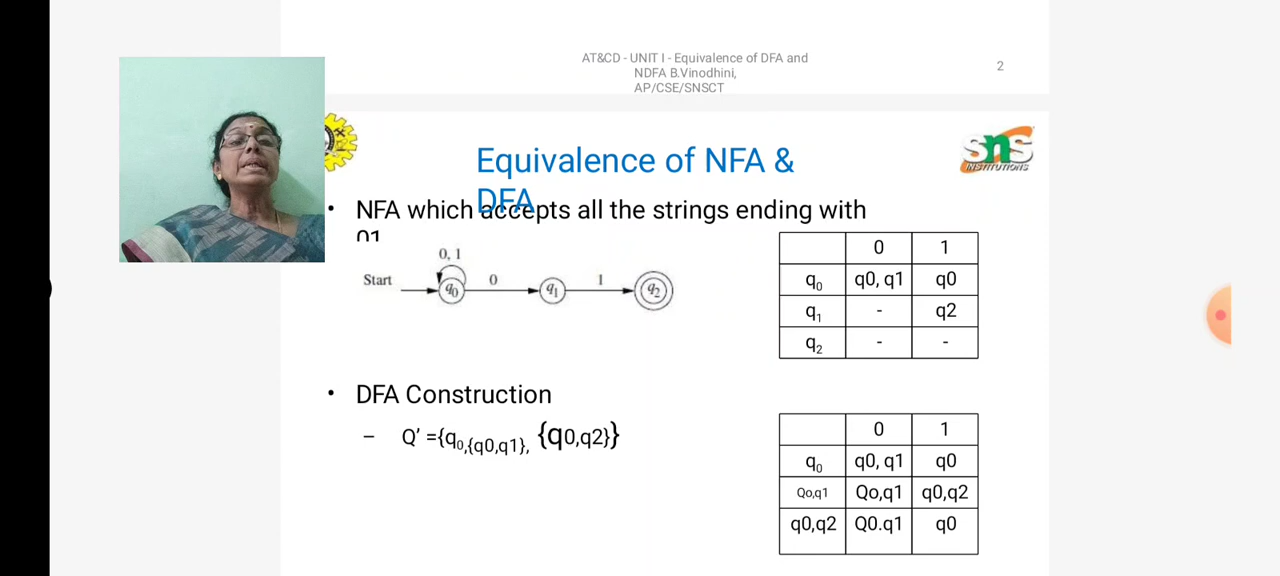 AT&CD - UNIT I - Equivalence of DFA and
NDFA B.Vinodhini,
AP/CSE/SNSCT
2
sns
INSTITUTIONS
Equivalence of NFA &
DFA
• NFA which accepts all the strings ending with
01
0, 1
Start q0 0 q1 1 q2
0 1
q0 q0, q1 q0
q1 - q2
q2 - -
• DFA Construction
– Q’ ={q0,{q0,q1}, {q0,q2}}
0 1
q0 q0, q1 q0
Qo,q1 Qo,q1 q0,q2
q0,q2 Q0.q1 q0